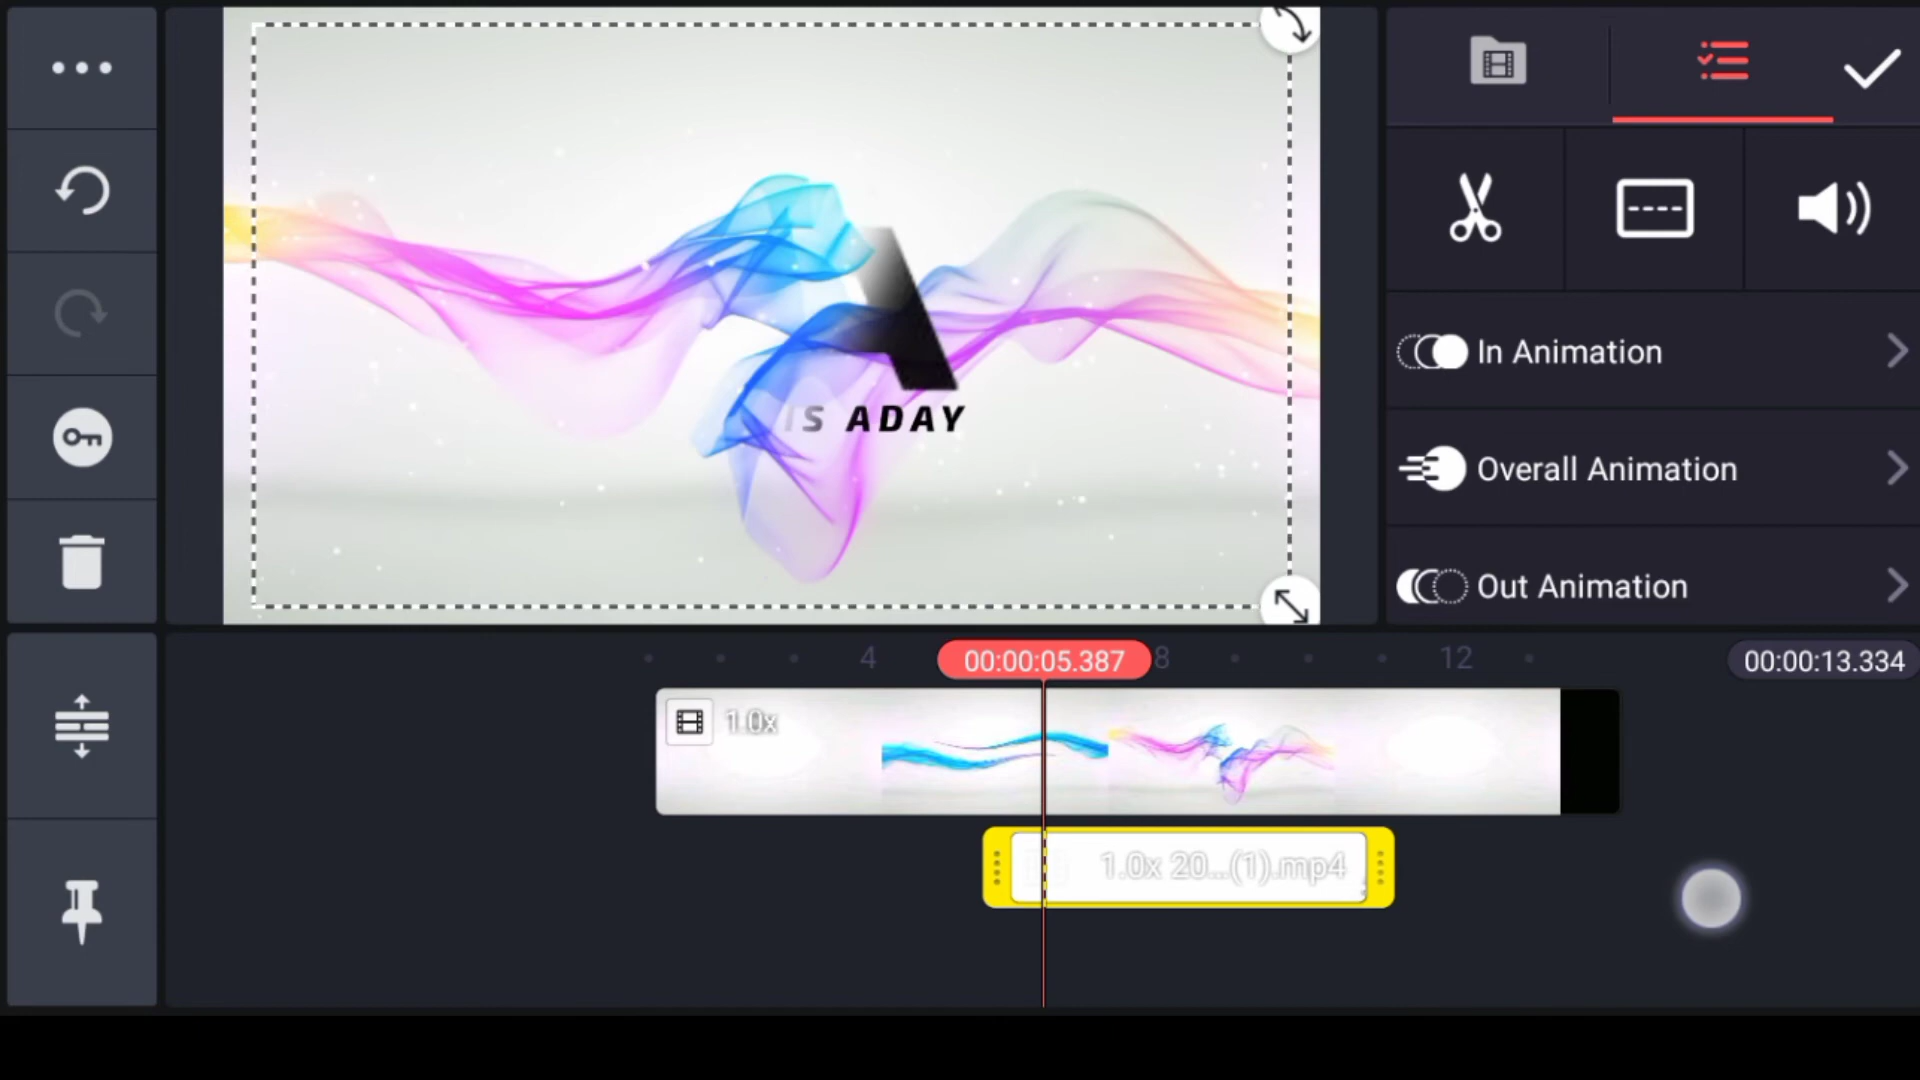 A
IS ADAY
In Animation
Overall Animation
Out Animation
4
00:00:05.387
8
12
00:00:13.334
1.0x
1.0x 20...(1).mp4